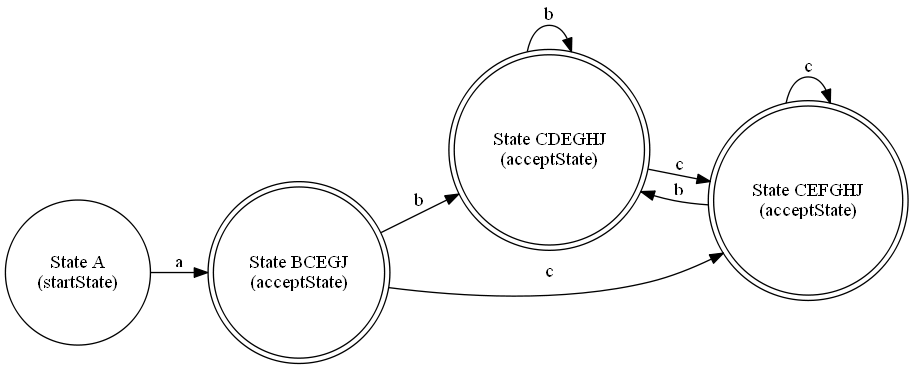 b
State CDEGHJ
(acceptState)
c
State CEFGHJ
(acceptState)
c
b
b
State A
(startState)
a
State BCEGJ
(acceptState)
c